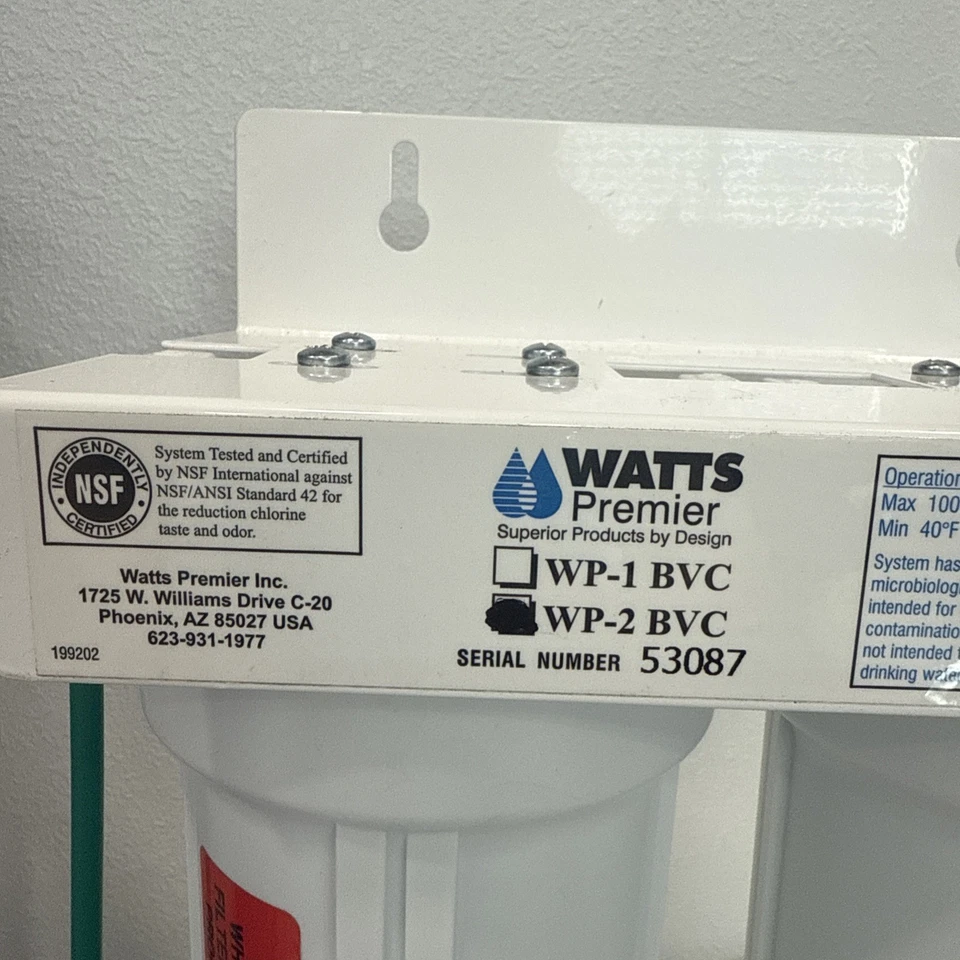 INDEPENDENTLY
NSF
CERTIFIED
System Tested and Certified
by NSF International against
NSF/ANSI Standard 42 for
the reduction chlorine
taste and odor.
Watts Premier Inc.
1725 W. Williams Drive C-20
Phoenix, AZ 85027 USA
623-931-1977
199202
WATTS
Premier
Superior Products by Design
WP-1 BVC
WP-2 BVC
SERIAL NUMBER 53087
Max 100
Min 40°F
System has
intended for
not intended
drinking